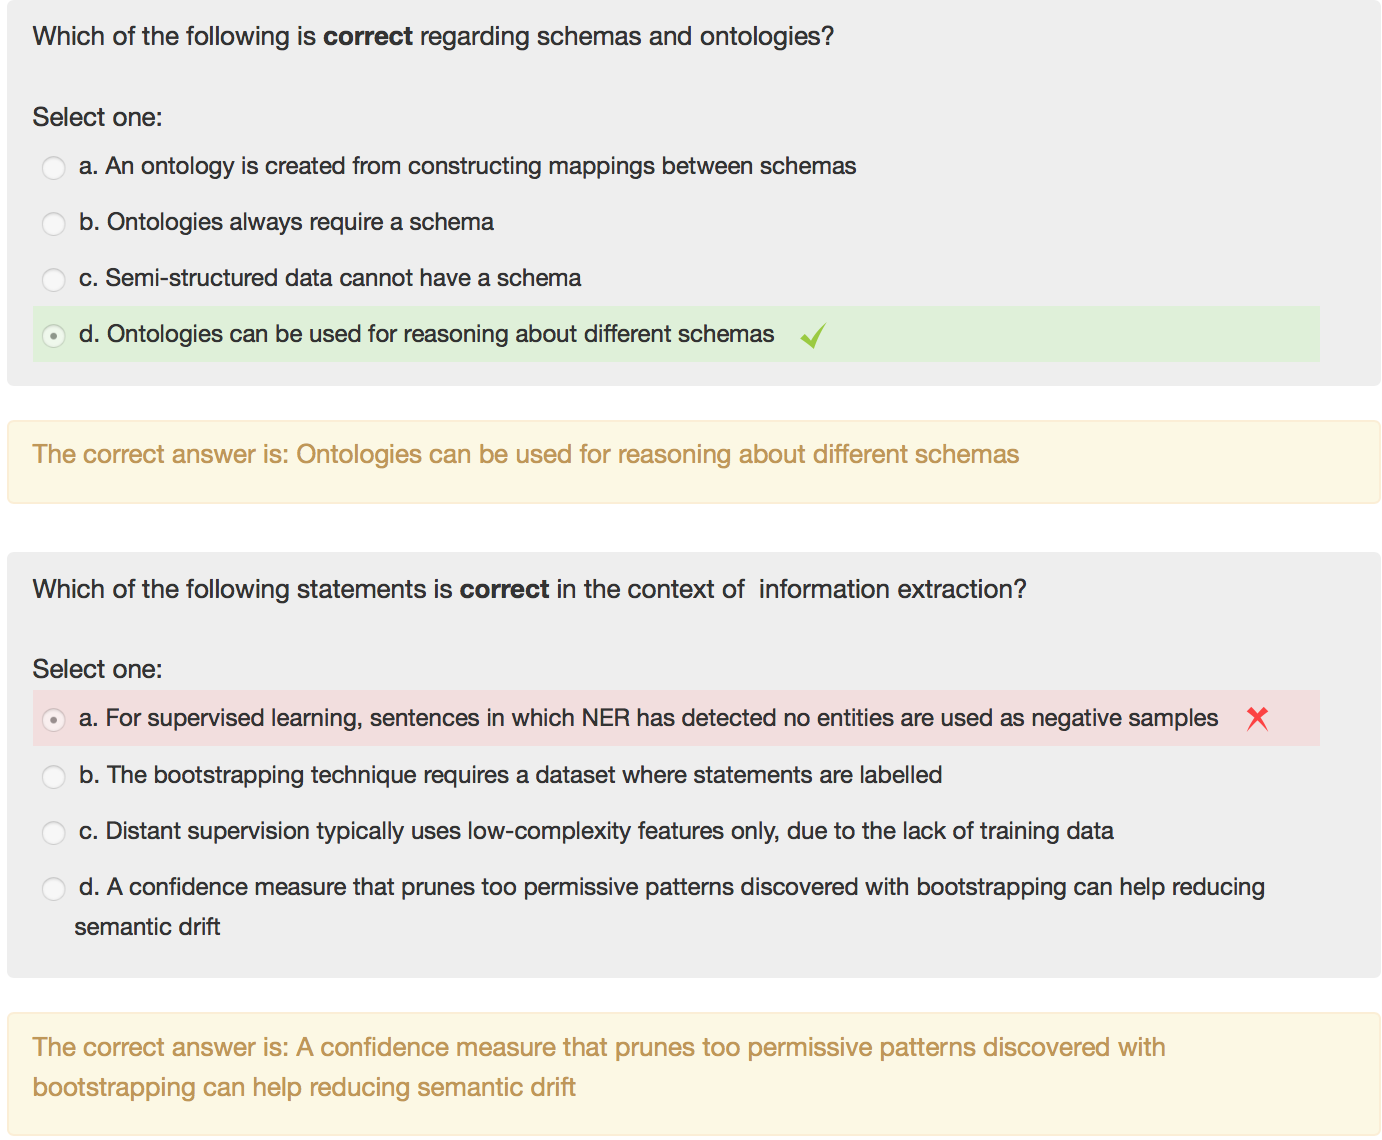 Which of the following is correct regarding schemas and ontologies?
Select one:
a. An ontology is created from constructing mappings between schemas
b. Ontologies always require a schema
c. Semi-structured data cannot have a schema
d. Ontologies can be used for reasoning about different schemas
The correct answer is: Ontologies can be used for reasoning about different schemas
Which of the following statements is correct in the context of  information extraction?
Select one:
a. For supervised learning, sentences in which NER has detected no entities are used as negative samples
b. The bootstrapping technique requires a dataset where statements are labelled
c. Distant supervision typically uses low-complexity features only, due to the lack of training data
d. A confidence measure that prunes too permissive patterns discovered with bootstrapping can help reducing
semantic drift
The correct answer is: A confidence measure that prunes too permissive patterns discovered with
bootstrapping can help reducing semantic drift